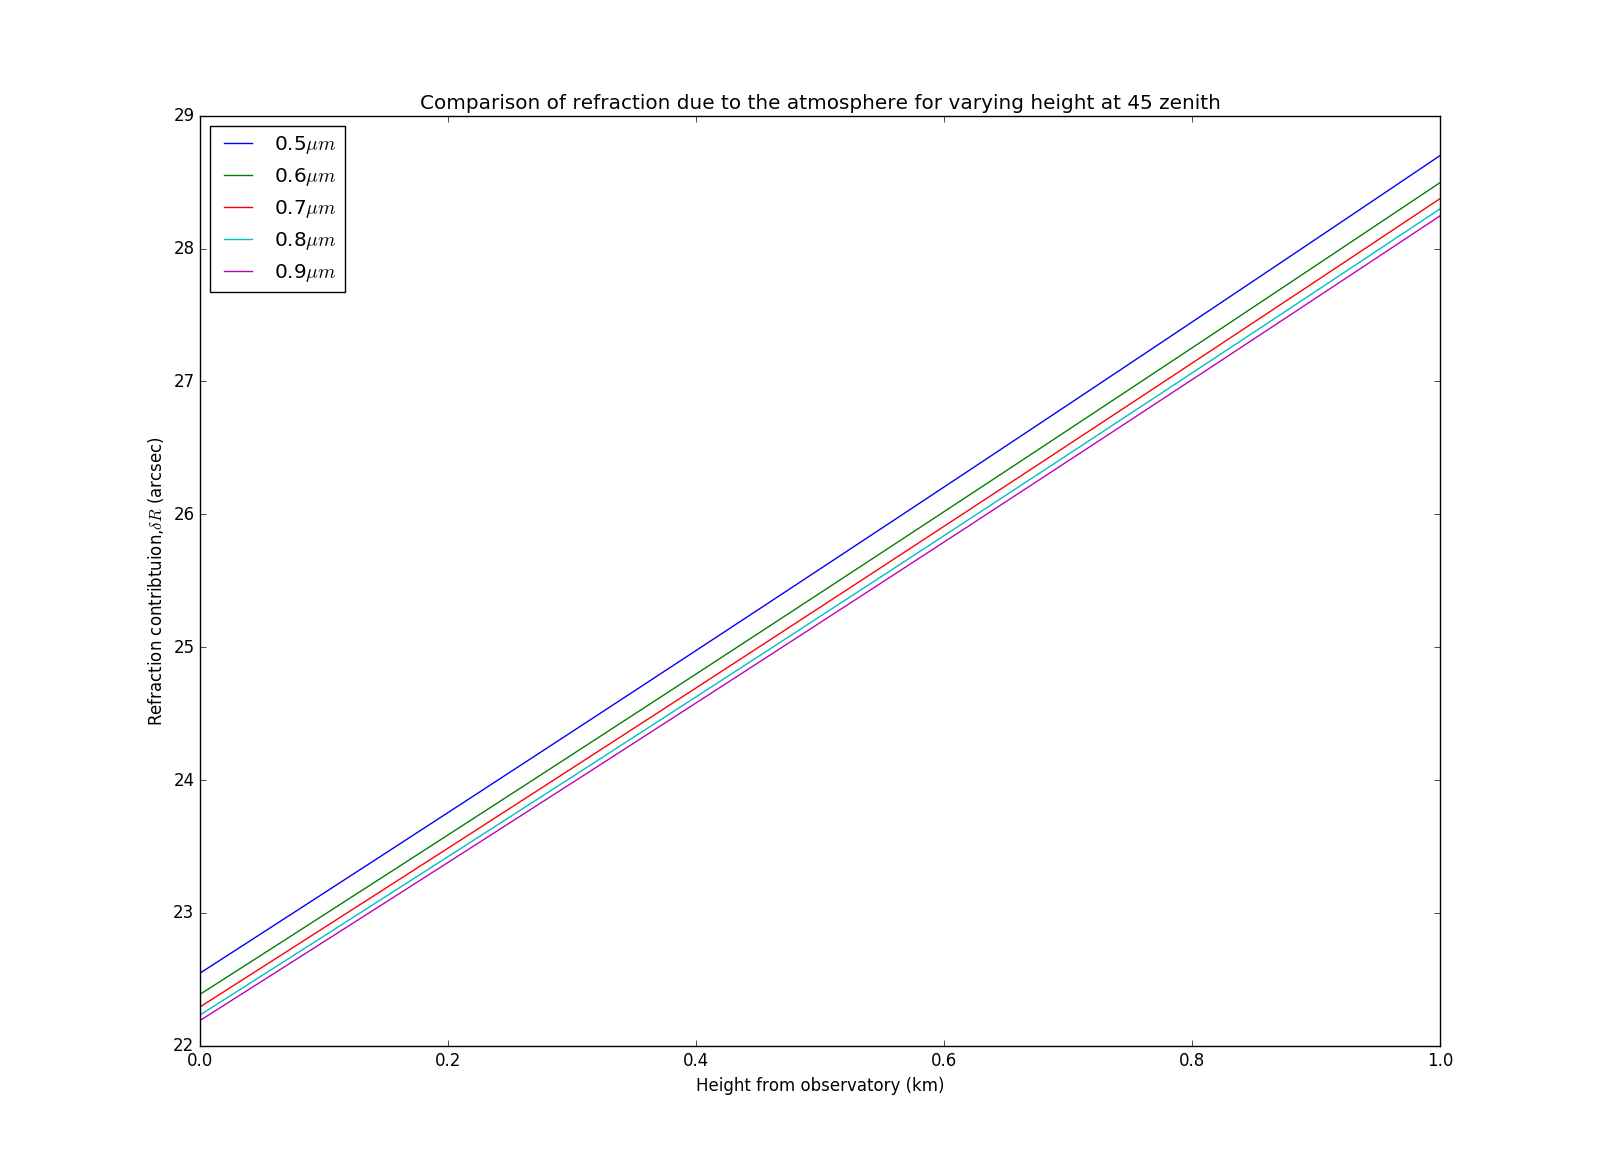 Comparison of refraction due to the atmosphere for varying height at 45 zenith
29
28
27
26
25
24
23
22
0.5μm
0.6μm
0.7μm
0.8μm
0.9μm
Refraction contribtuion,δR (arcsec)
0.0 0.2 0.4 0.6 0.8 1.0
Height from observatory (km)